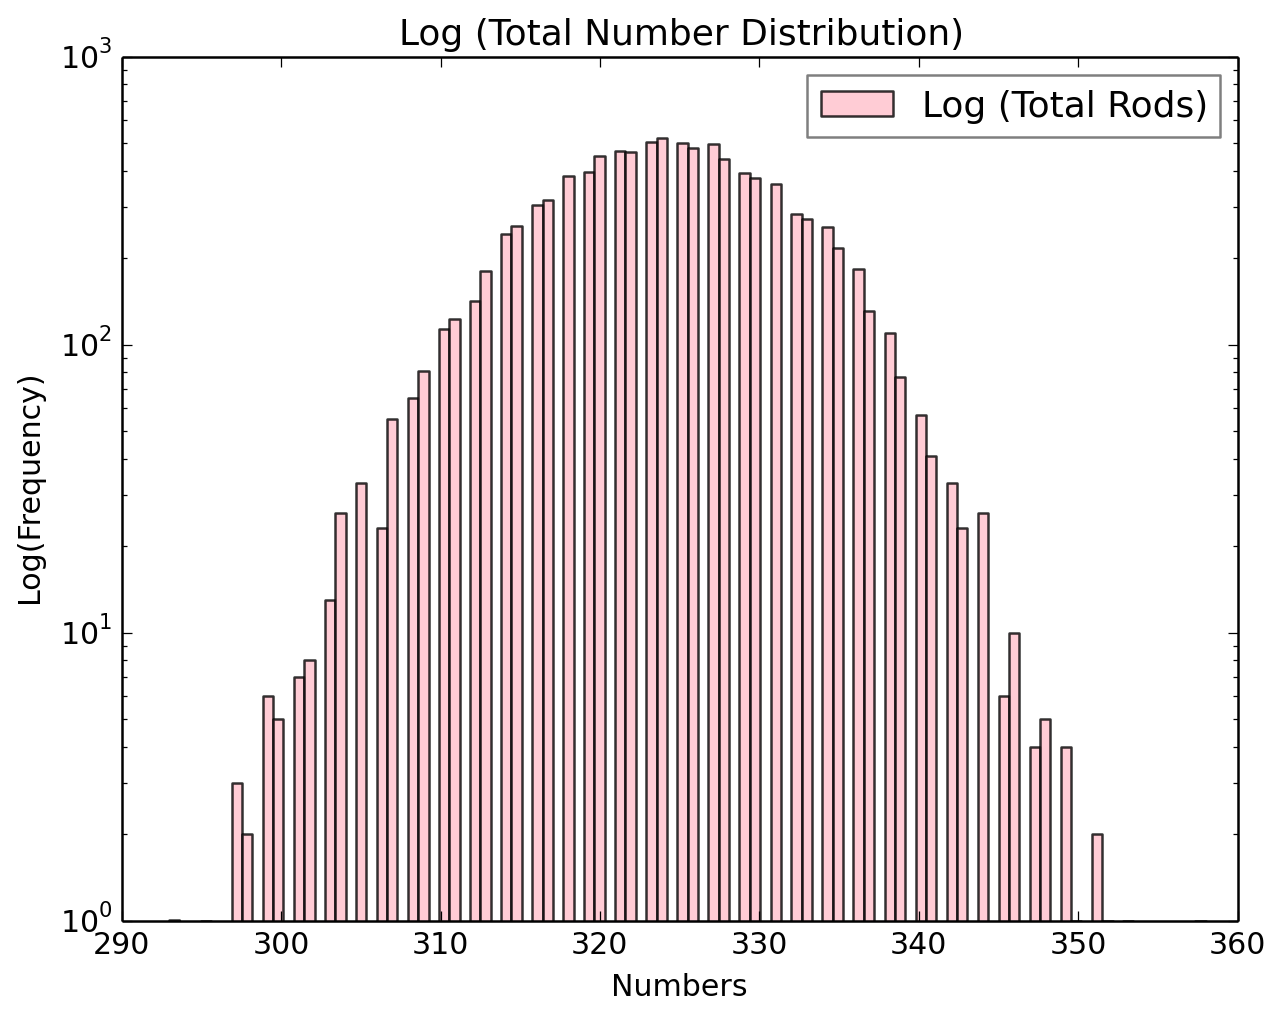 Log (Total Number Distribution)
Log (Total Rods)
Log(Frequency)
10^3
10^2
10^1
10^0
290 300 310 320 330 340 350 360
Numbers